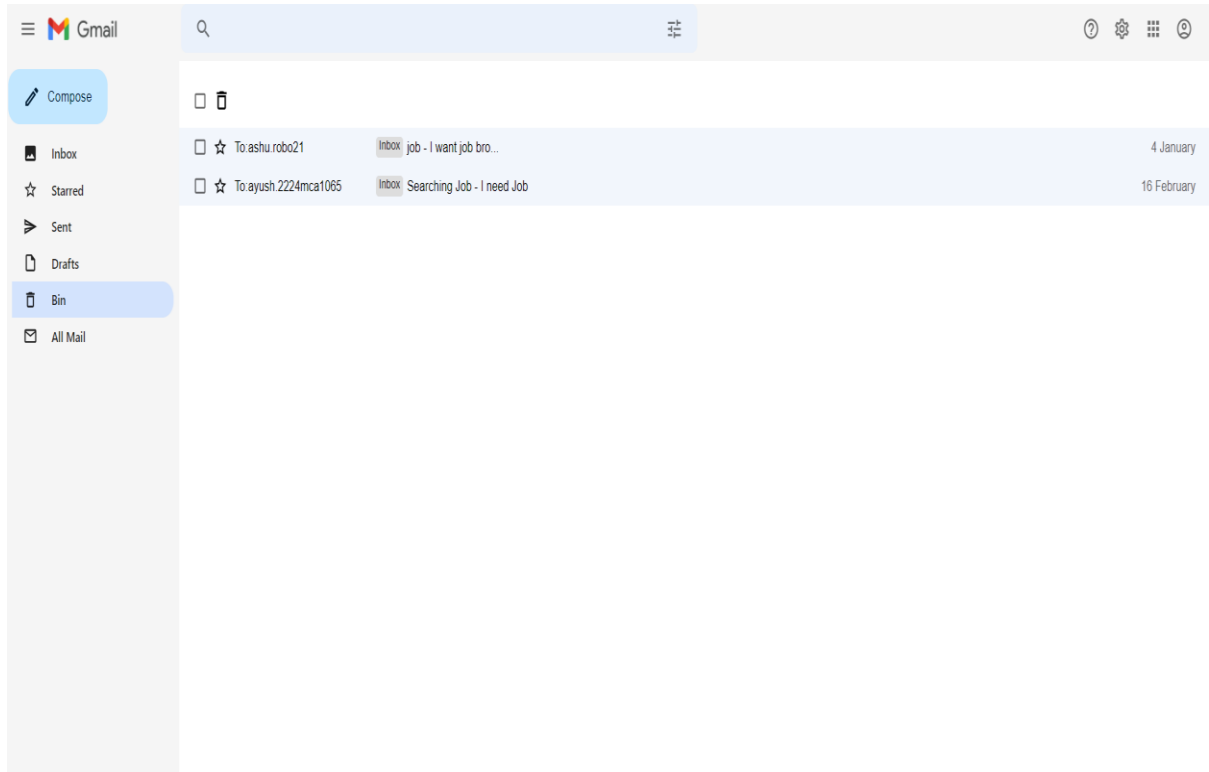 Gmail
Compose
Inbox
Starred
Sent
Drafts
Bin
All Mail
To:ashu.robo21 Inbox job - I want job bro... 4 January
To:ayush.2224mca1065 Inbox Searching Job - I need Job 16 February